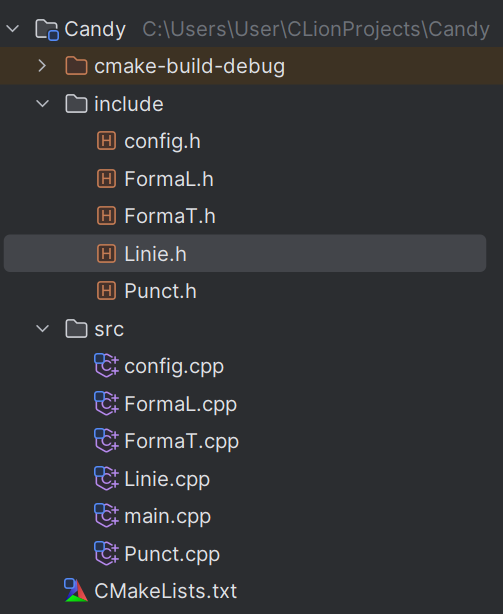 Candy C:\Users\User\CLionProjects\Candy
cmake-build-debug
include
config.h
FormaL.h
FormaT.h
Linie.h
Punct.h
src
config.cpp
FormaL.cpp
FormaT.cpp
Linie.cpp
main.cpp
Punct.cpp
CMakeLists.txt